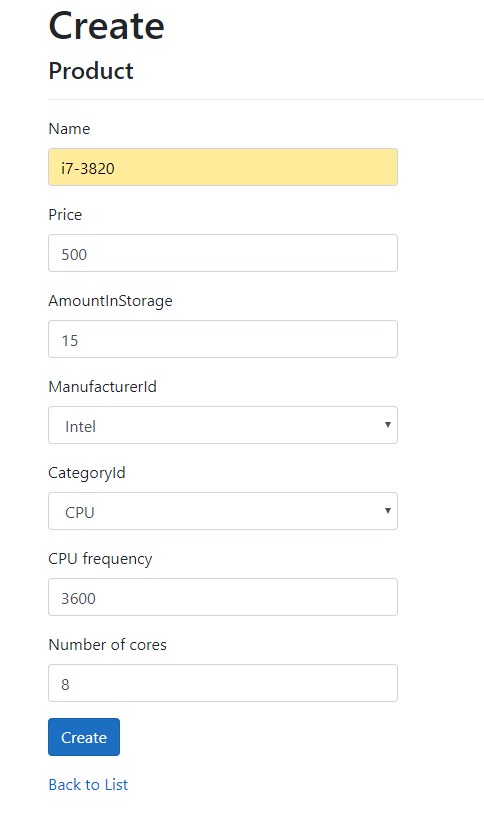 Create
Product
Name
i7-3820
Price
500
AmountInStorage
15
ManufacturerId
Intel
CategoryId
CPU
CPU frequency
3600
Number of cores
8
Create
Back to List